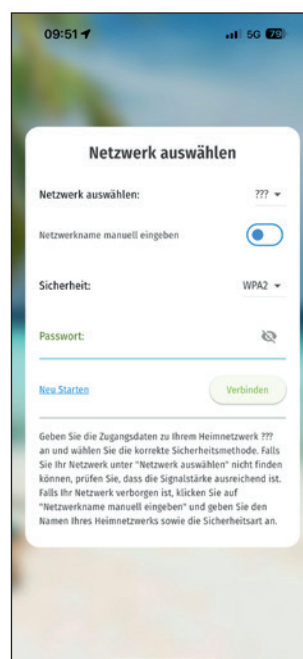 09:51 5G 79
Netzwerk auswählen
Netzwerk auswählen: ???
Netzwerkname manuell eingeben
Sicherheit: WPA2
Passwort:
Neu Starten Verbinden
Geben Sie die Zugangsdaten zu Ihrem Heimnetzwerk ???
an und wählen Sie die korrekte Sicherheitsmethode. Falls
Sie Ihr Netzwerk unter "Netzwerk auswählen" nicht finden
können, prüfen Sie, dass die Signalstärke ausreichend ist.
Falls Ihr Netzwerk verborgen ist, klicken Sie auf
"Netzwerkname manuell eingeben" und geben Sie den
Namen Ihres Heimnetzwerks sowie die Sicherheitsart an.